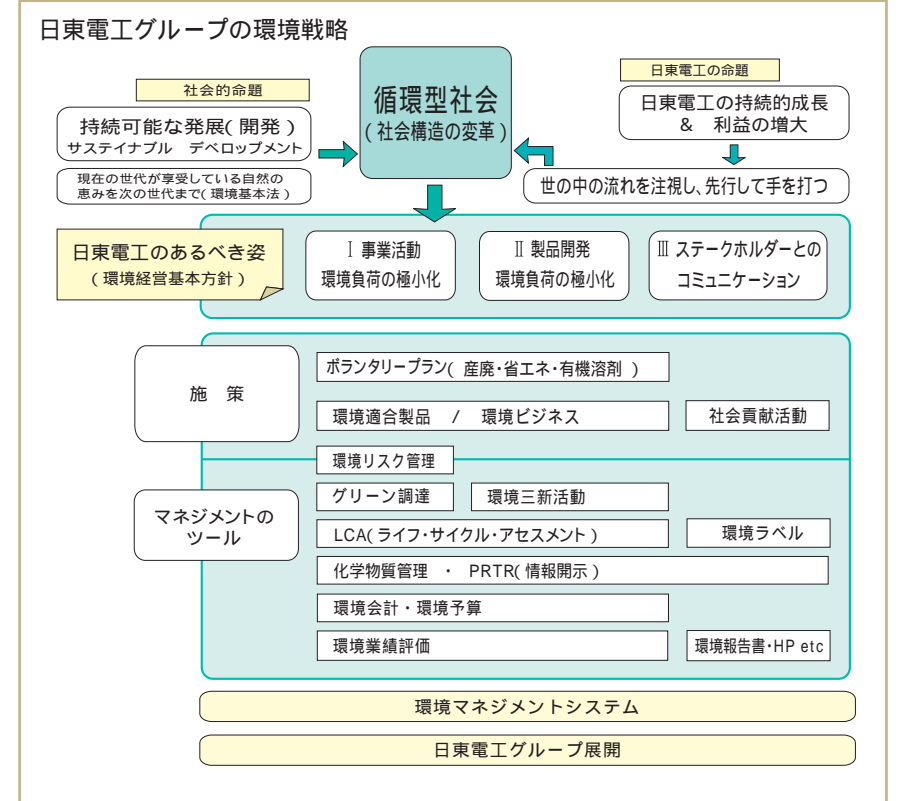 日東電工グループの環境戦略
社会的命題
持続可能な発展(開発)
サステイナブル デベロップメント
現在の世代が享受している自然の
恵みを次の世代まで(環境基本法)
循環型社会
(社会構造の変革)
日東電工の命題
日東電工の持続的成長
& 利益の増大
世の中の流れを注視し、先行して手を打つ
日東電工のあるべき姿
(環境経営基本方針)
Ⅰ 事業活動
環境負荷の極小化
Ⅱ 製品開発
環境負荷の極小化
Ⅲ ステークホルダーとの
コミュニケーション
施 策
ボランタリープラン(産廃・省エネ・有機溶剤)
環境適合製品 / 環境ビジネス
社会貢献活動
環境リスク管理
マネジメントの
ツール
グリーン調達
環境三新活動
LCA(ライフ・サイクル・アセスメント)
環境ラベル
化学物質管理 ・ PRTR(情報開示)
環境会計・環境予算
環境業績評価
環境報告書・HP etc
環境マネジメントシステム
日東電工グループ展開